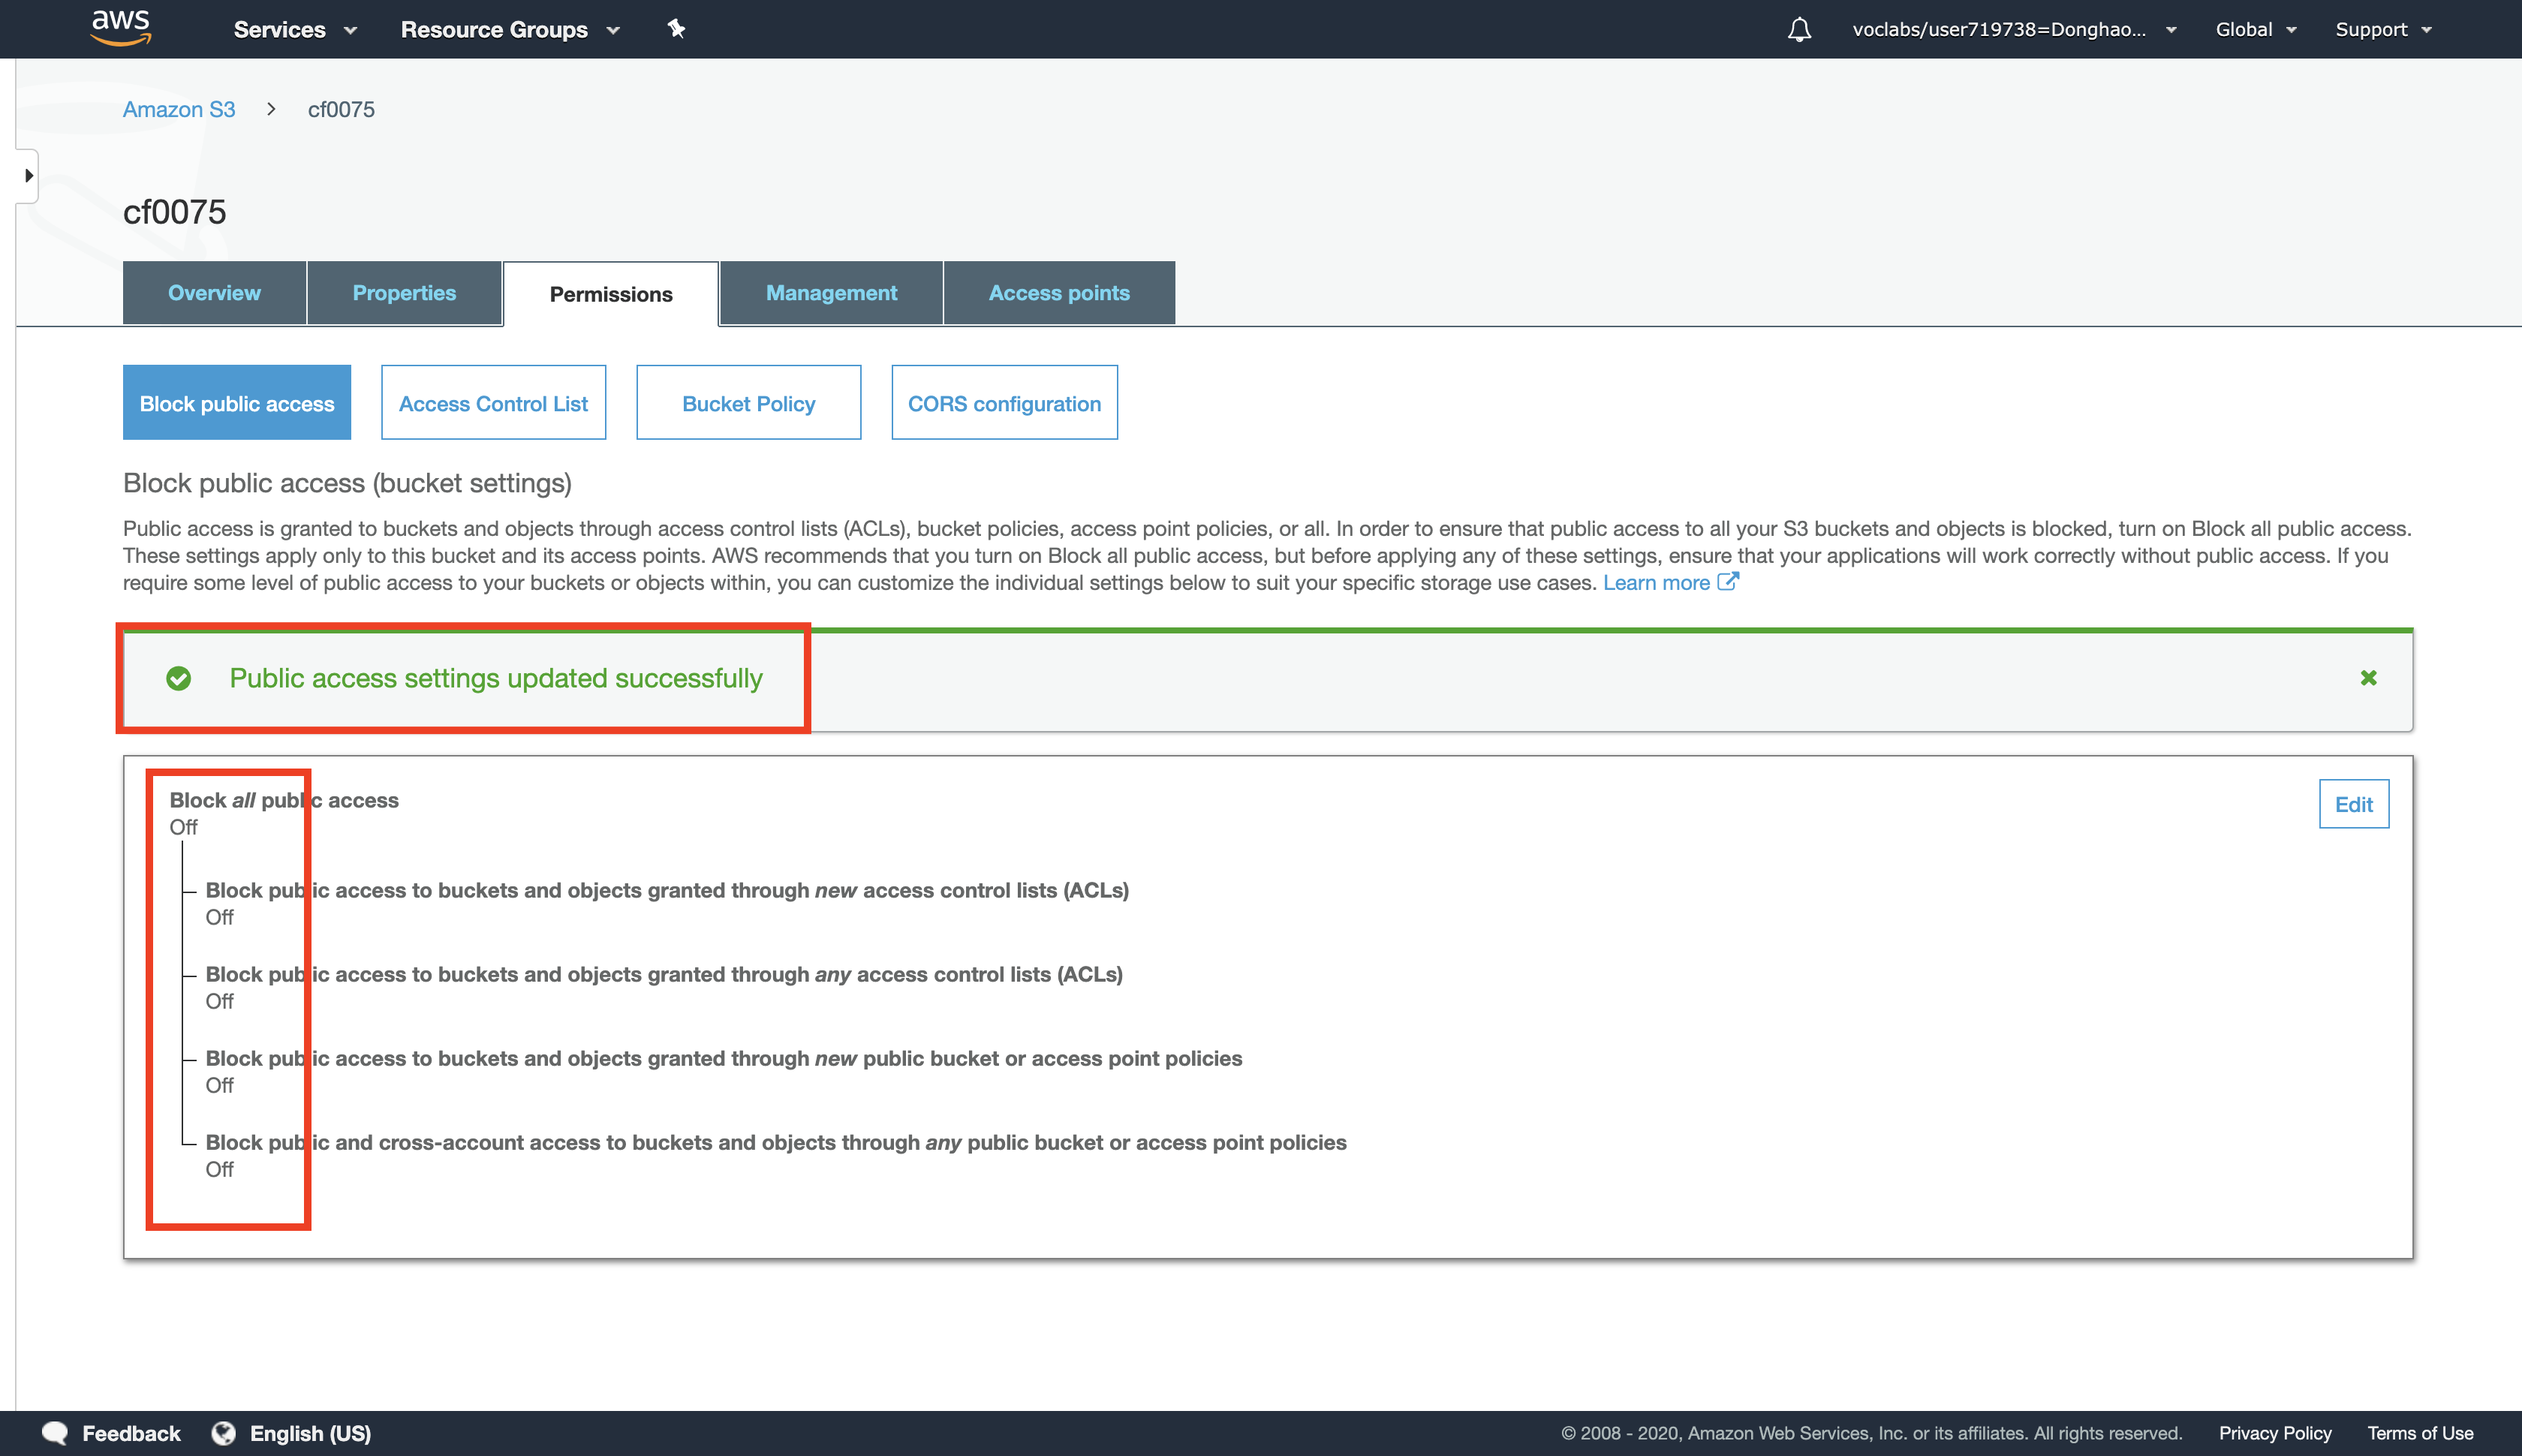 aws
Services
Resource Groups
voclabs/user719738=Donghao...
Global
Support
Amazon S3
cf0075
cf0075
Overview
Properties
Permissions
Management
Access points
Block public access
Access Control List
Bucket Policy
CORS configuration
Block public access (bucket settings)
Public access is granted to buckets and objects through access control lists (ACLs), bucket policies, access point policies, or all. In order to ensure that public access to all your S3 buckets and objects is blocked, turn on Block all public access.
These settings apply only to this bucket and its access points. AWS recommends that you turn on Block all public access, but before applying any of these settings, ensure that your applications will work correctly without public access. If you
require some level of public access to your buckets or objects within, you can customize the individual settings below to suit your specific storage use cases. Learn more
Public access settings updated successfully
Block all public access
Off
Edit
Block public access to buckets and objects granted through new access control lists (ACLs)
Off
Block public access to buckets and objects granted through any access control lists (ACLs)
Off
Block public access to buckets and objects granted through new public bucket or access point policies
Off
Block public and cross-account access to buckets and objects through any public bucket or access point policies
Off
Feedback
English (US)
© 2008 - 2020, Amazon Web Services, Inc. or its affiliates. All rights reserved.
Privacy Policy
Terms of Use